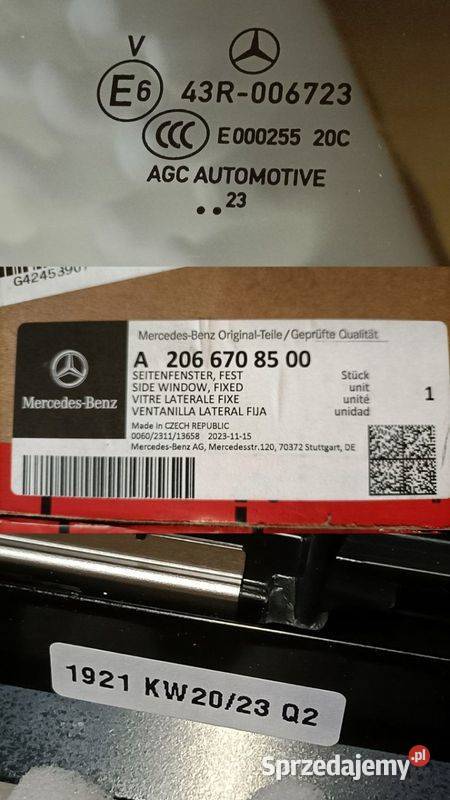 V
E6 43R-006723
CCC E000255 20C
AGC AUTOMOTIVE
..23
Mercedes-Benz Original-Teile/Geprüfte Qualität
A 206 670 85 00
SEITENFENSTER, FEST Stück
SIDE WINDOW, FIXED unit
VITRE LATERALE FIXE unité 1
VENTANILLA LATERAL FIJA unidad
Mercedes-Benz
Made in CZECH REPUBLIC
0060/2311/13658 2023-11-15
Mercedes-Benz AG, Mercedesstr.120, 70372 Stuttgart, DE
1921 KW20/23 Q2
Sprzedajemy.pl